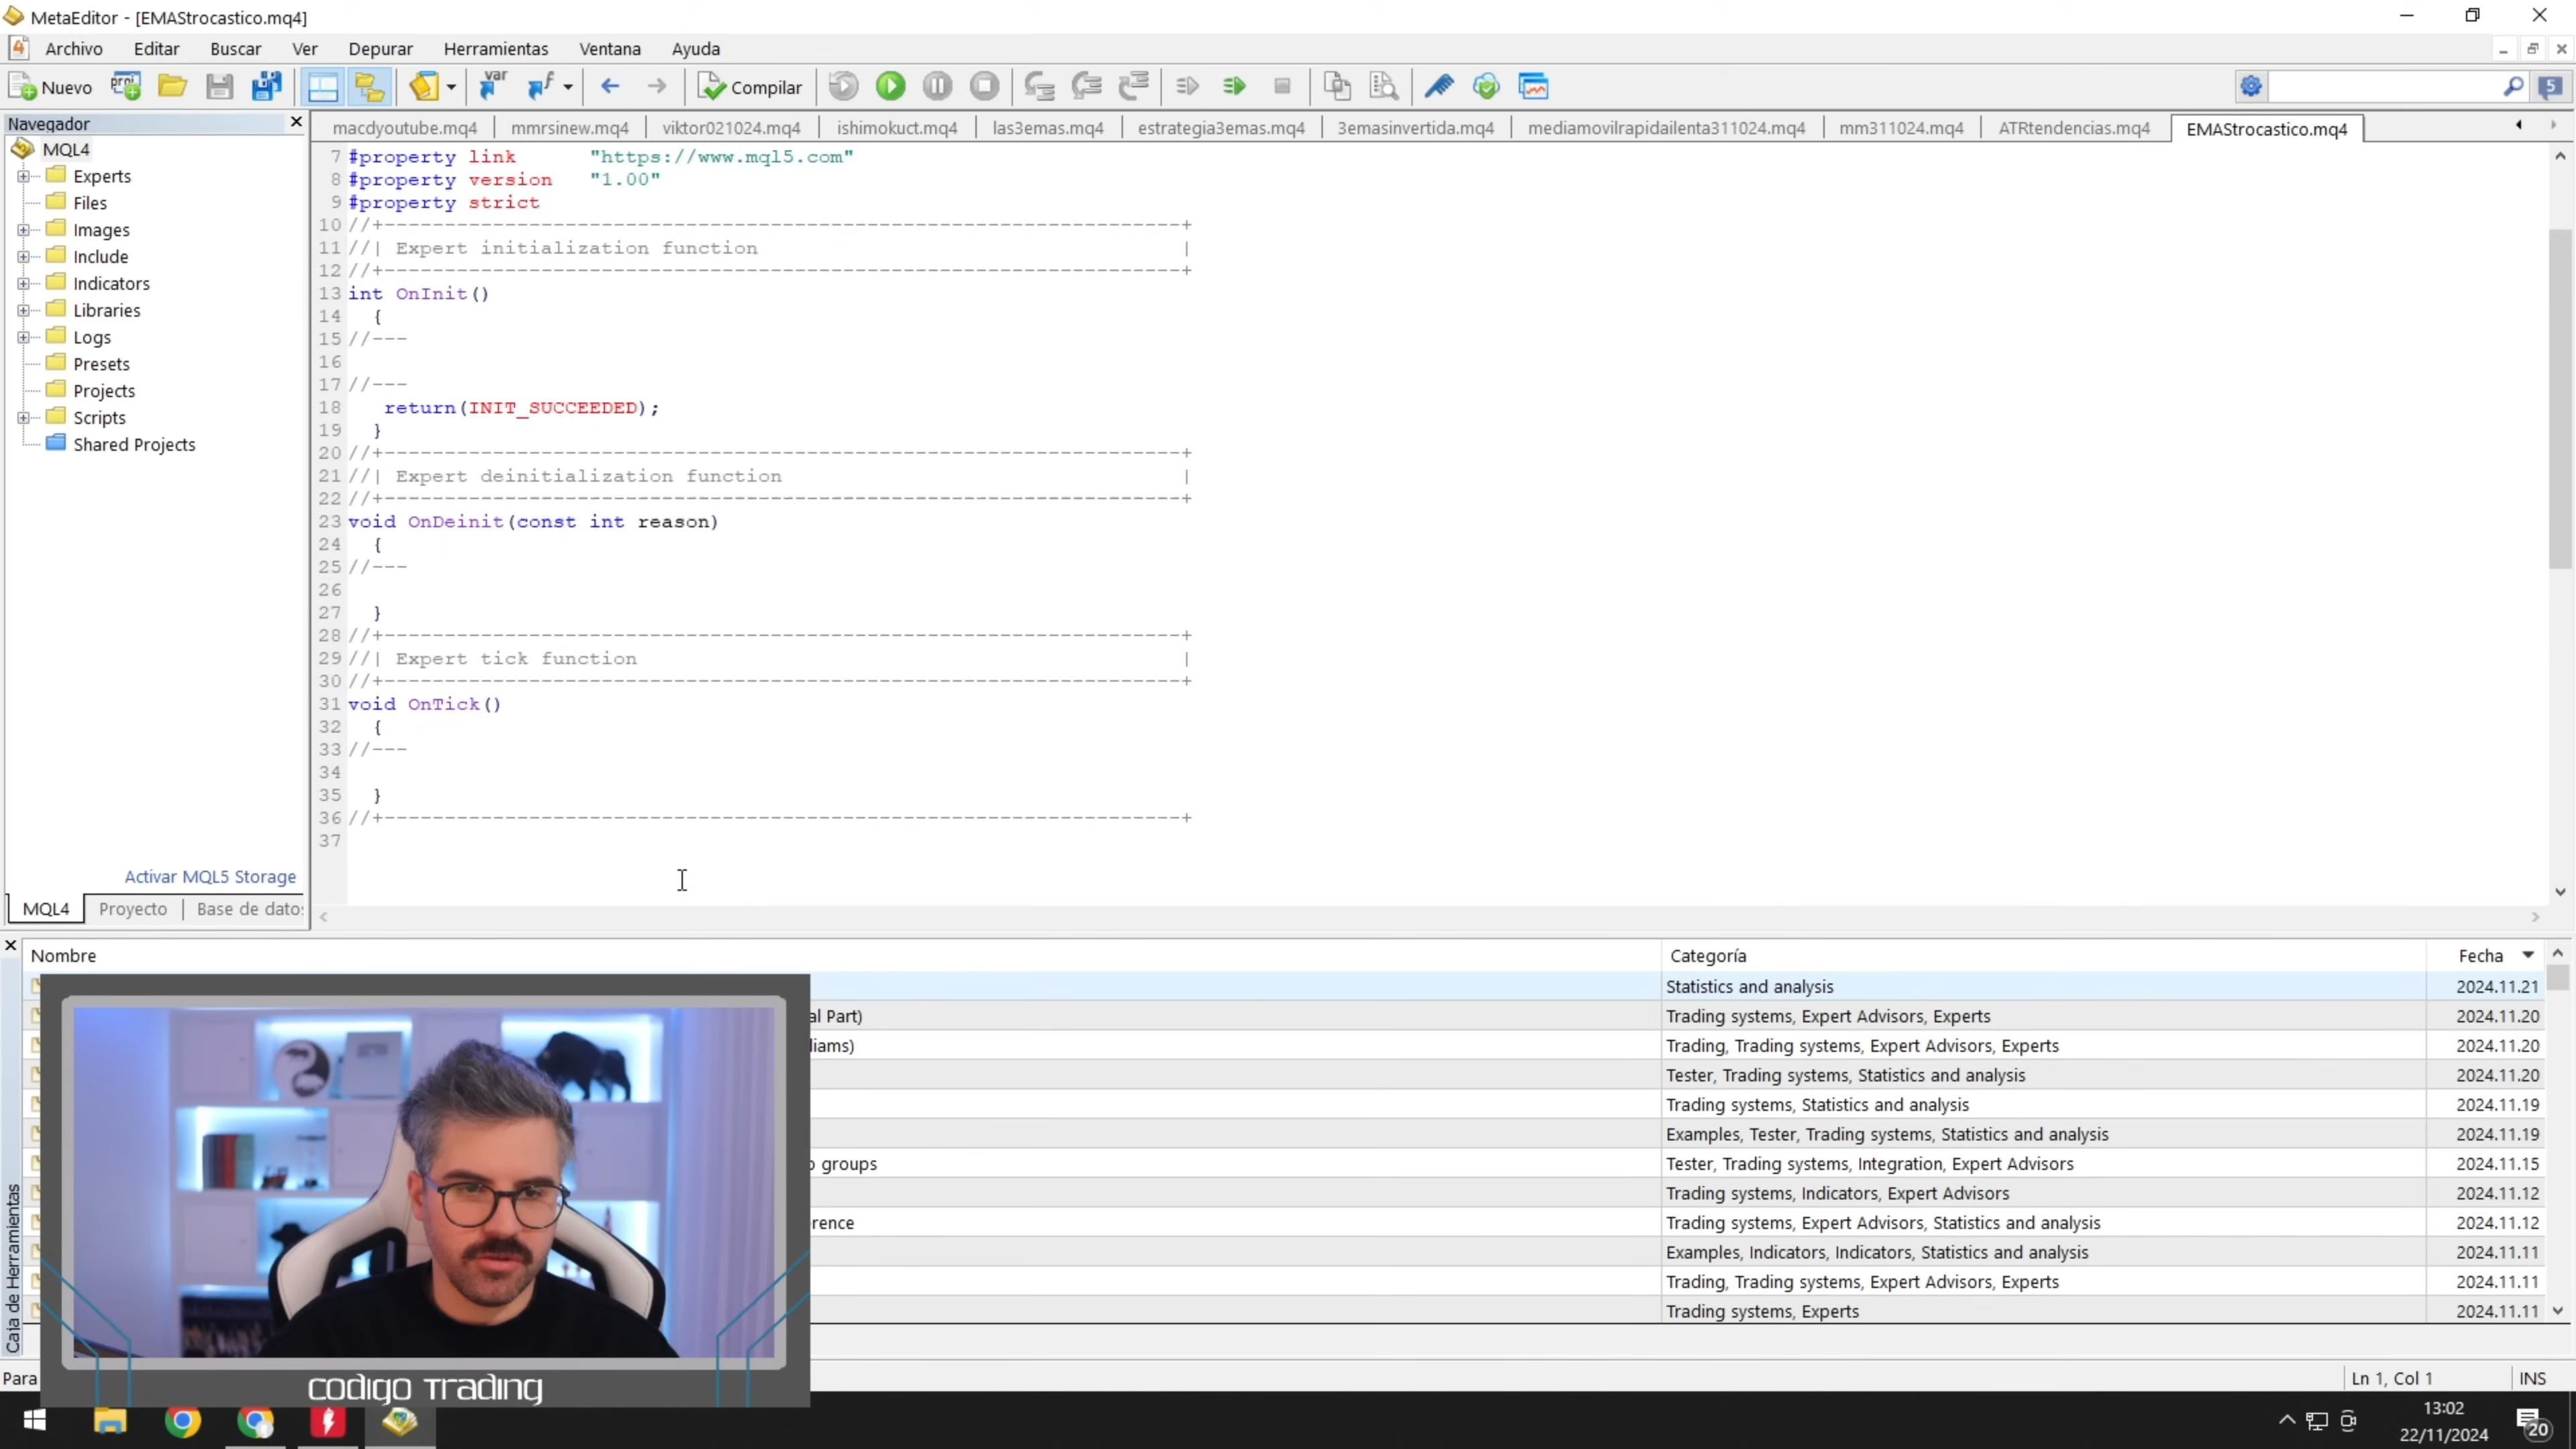 MetaEditor - [EMAStrocastico.mq4]
Archivo Editar Buscar Ver Depurar Herramientas Ventana Ayuda
Nuevo Compilar
Navegador
MQL4
Experts
Files
Images
Include
Indicators
Libraries
Logs
Presets
Projects
Scripts
Shared Projects
Activar MQL5 Storage
MQL4 Proyecto Base de dato
macdyoutube.mq4 mmrsinew.mq4 viktor021024.mq4 ishimokuct.mq4 las3emas.mq4 estrategia3emas.mq4 3emasinvertida.mq4 mediamovilrapidailenta311024.mq4 mm311024.mq4 ATRtendencias.mq4 EMAStrocastico.mq4
7 #property link "https://www.mql5.com"
8 #property version "1.00"
9 #property strict
10 //+------------------------------------------------------------------+
11 //| Expert initialization function |
12 //+------------------------------------------------------------------+
13 int OnInit()
14 {
15 //---
16
17 //---
18 return(INIT_SUCCEEDED);
19 }
20 //+------------------------------------------------------------------+
21 //| Expert deinitialization function |
22 //+------------------------------------------------------------------+
23 void OnDeinit(const int reason)
24 {
25 //---
26
27 }
28 //+------------------------------------------------------------------+
29 //| Expert tick function |
30 //+------------------------------------------------------------------+
31 void OnTick()
32 {
33 //---
34
35 }
36 //+------------------------------------------------------------------+
37
Nombre Categoría Fecha
Statistics and analysis 2024.11.21
al Part) Trading systems, Expert Advisors, Experts 2024.11.20
liams) Trading, Trading systems, Expert Advisors, Experts 2024.11.20
Tester, Trading systems, Statistics and analysis 2024.11.20
Trading systems, Statistics and analysis 2024.11.19
Examples, Tester, Trading systems, Statistics and analysis 2024.11.19
groups Tester, Trading systems, Integration, Expert Advisors 2024.11.15
Trading systems, Indicators, Expert Advisors 2024.11.12
rence Trading systems, Expert Advisors, Statistics and analysis 2024.11.12
Examples, Indicators, Indicators, Statistics and analysis 2024.11.11
Trading, Trading systems, Expert Advisors, Experts 2024.11.11
Trading systems, Experts 2024.11.11
Caja de Herramientas
Para
Ln 1, Col 1 INS
codigo Trading
13:02
22/11/2024
20